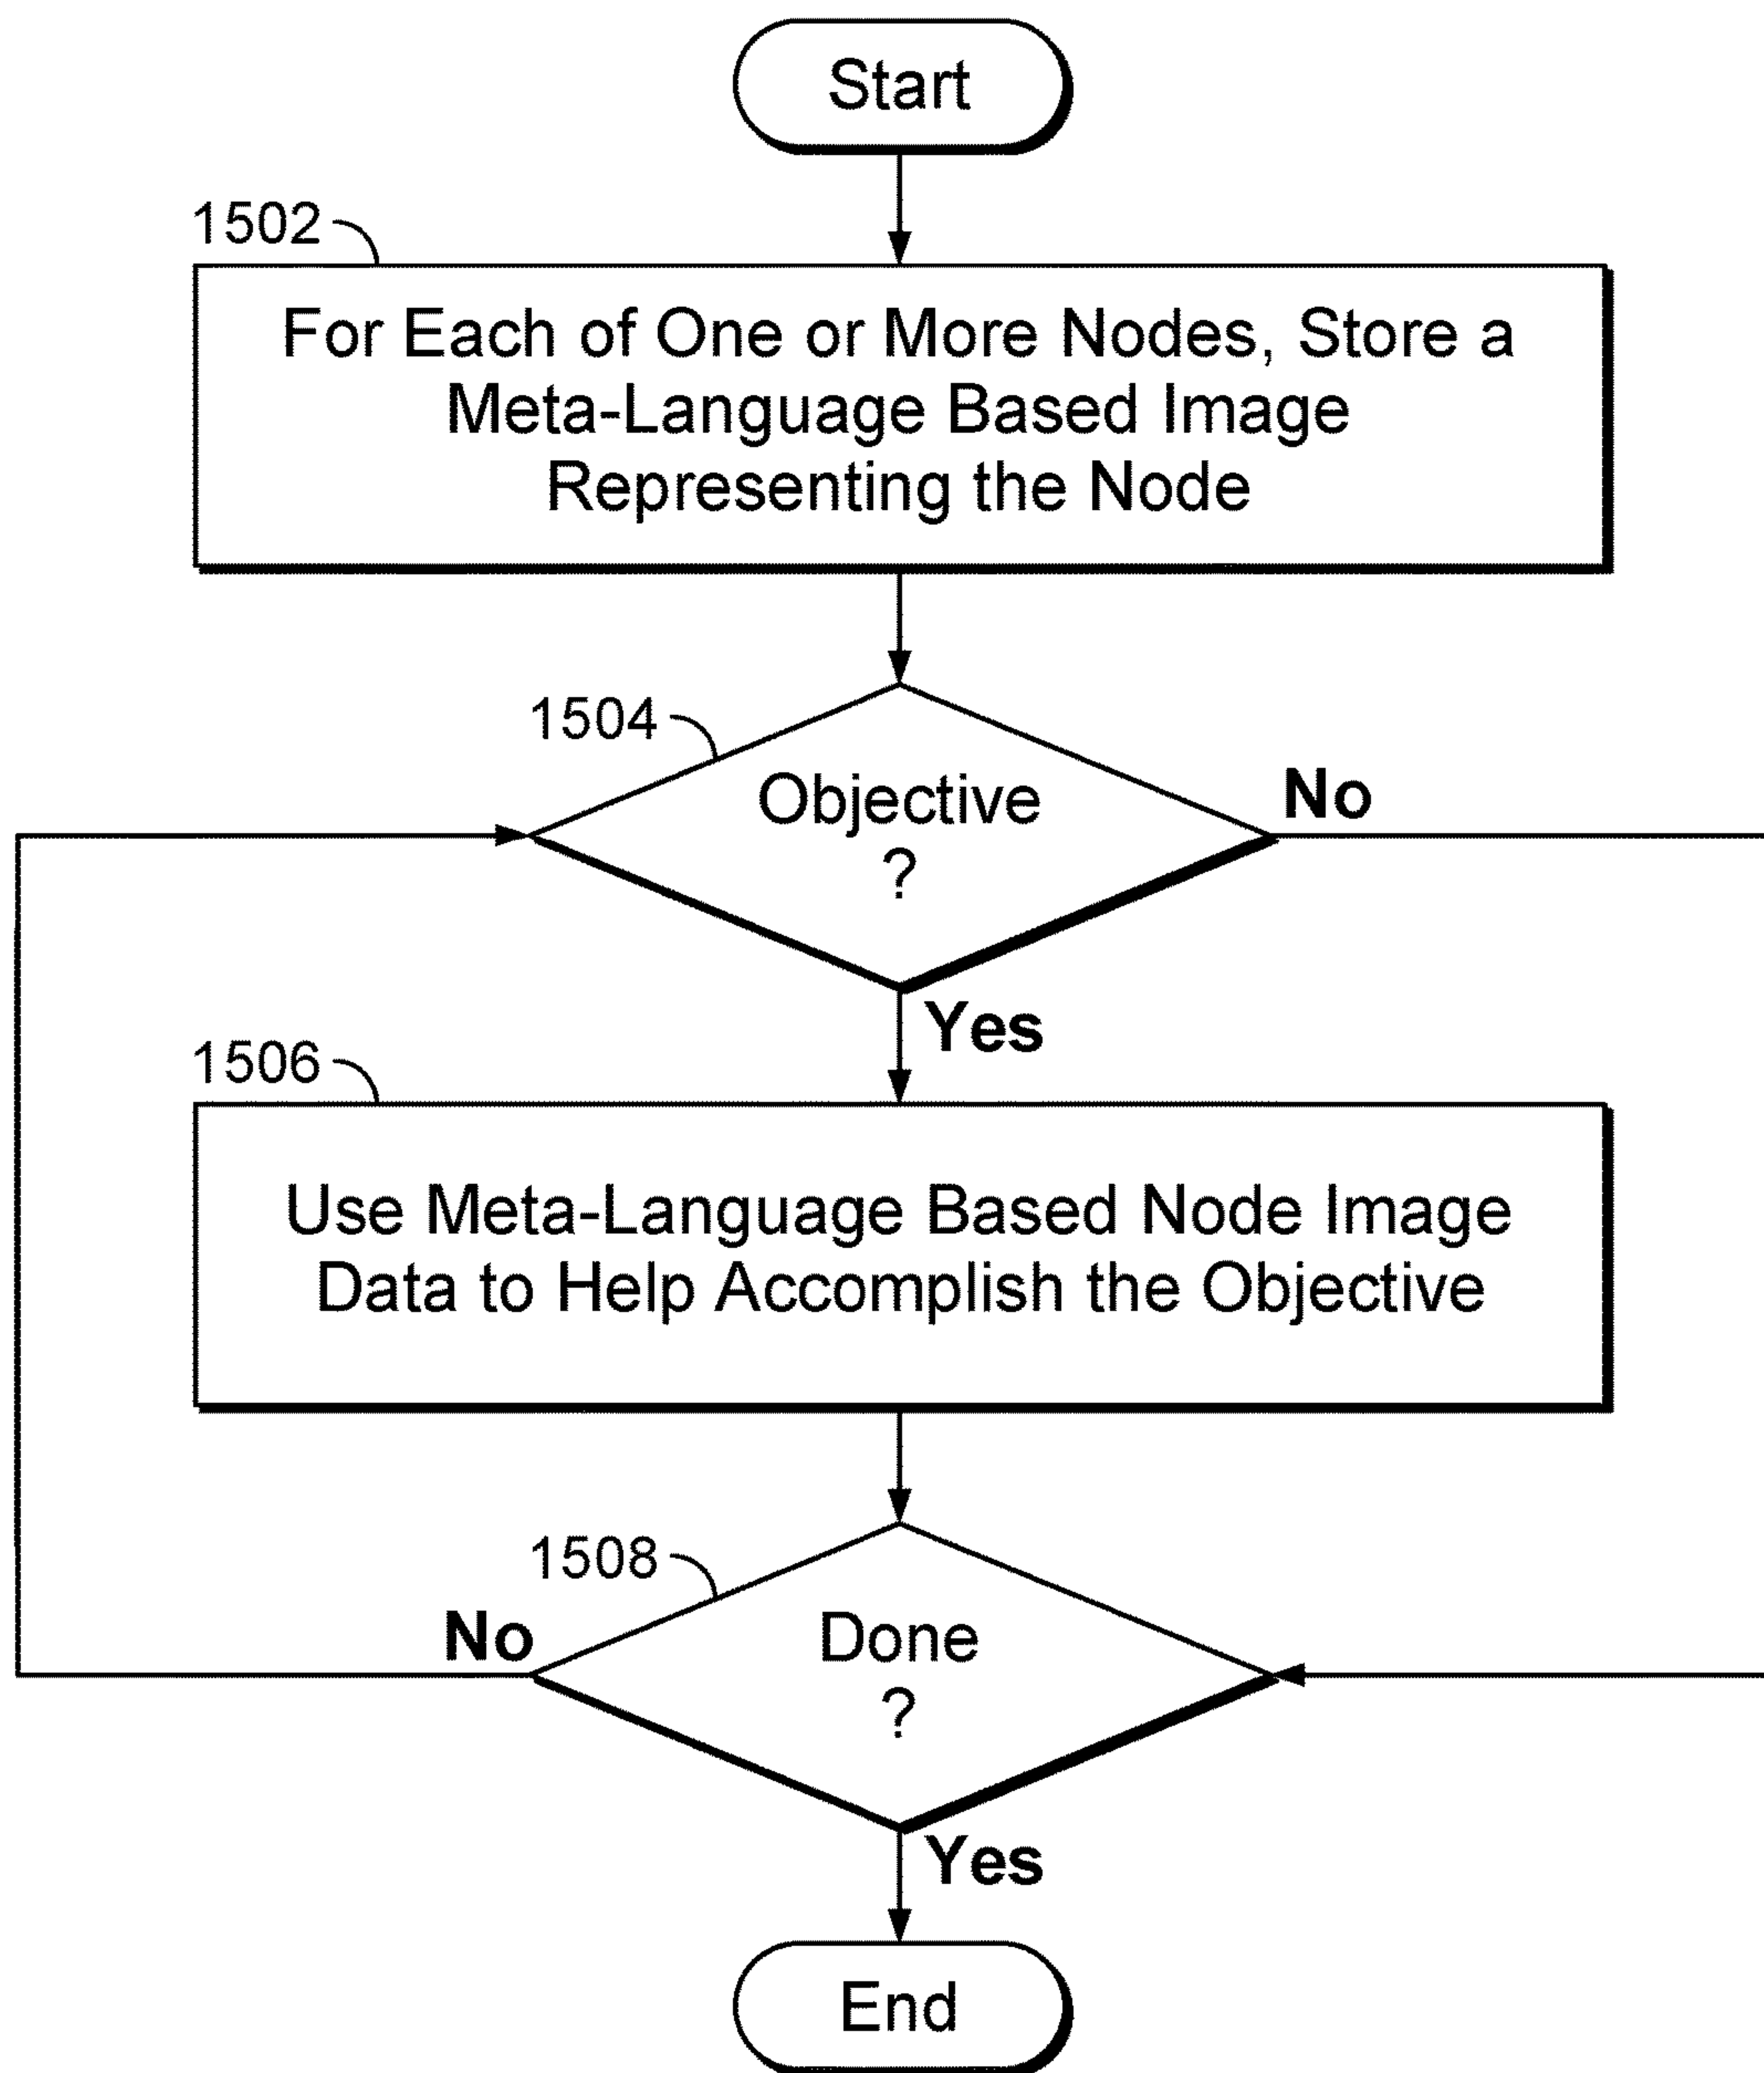 Start
1502
For Each of One or More Nodes, Store a
Meta-Language Based Image
Representing the Node
1504
Objective
?
No
Yes
1506
Use Meta-Language Based Node Image
Data to Help Accomplish the Objective
1508
No
Done
?
Yes
End